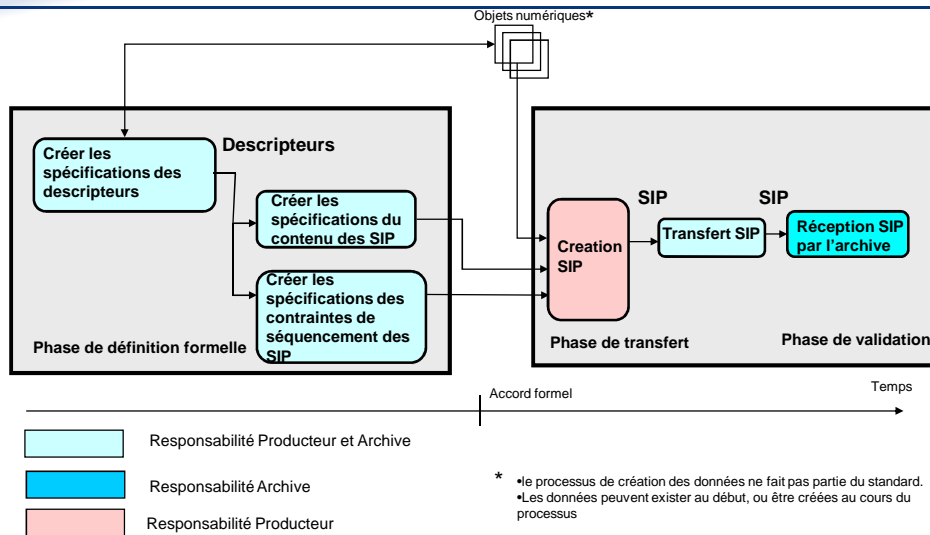 Objets numériques*
Créer les
spécifications des
descripteurs
Descripteurs
Créer les
spécifications du
contenu des SIP
Créer les
spécifications des
contraintes de
séquencement des
SIP
Phase de définition formelle
Creation
SIP
SIP
Transfert SIP
SIP
Réception SIP
par l'archive
Phase de transfert
Phase de validation
Accord formel
Temps
Responsabilité Producteur et Archive
Responsabilité Archive
Responsabilité Producteur
* •le processus de création des données ne fait pas partie du standard.
•Les données peuvent exister au début, ou être créées au cours du
processus